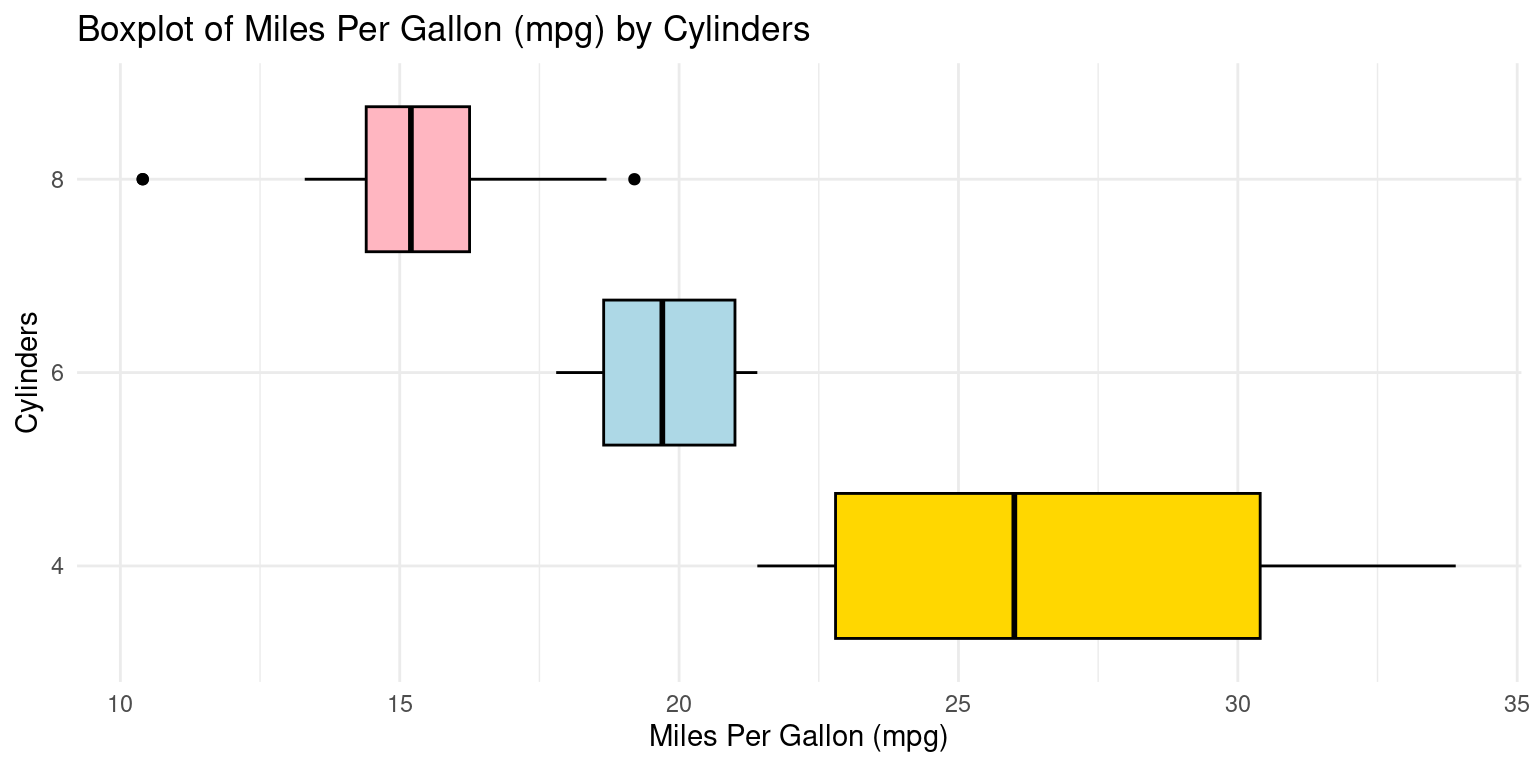 Boxplot of Miles Per Gallon (mpg) by Cylinders
Cylinders
8
6
4
10 15 20 25 30 35
Miles Per Gallon (mpg)